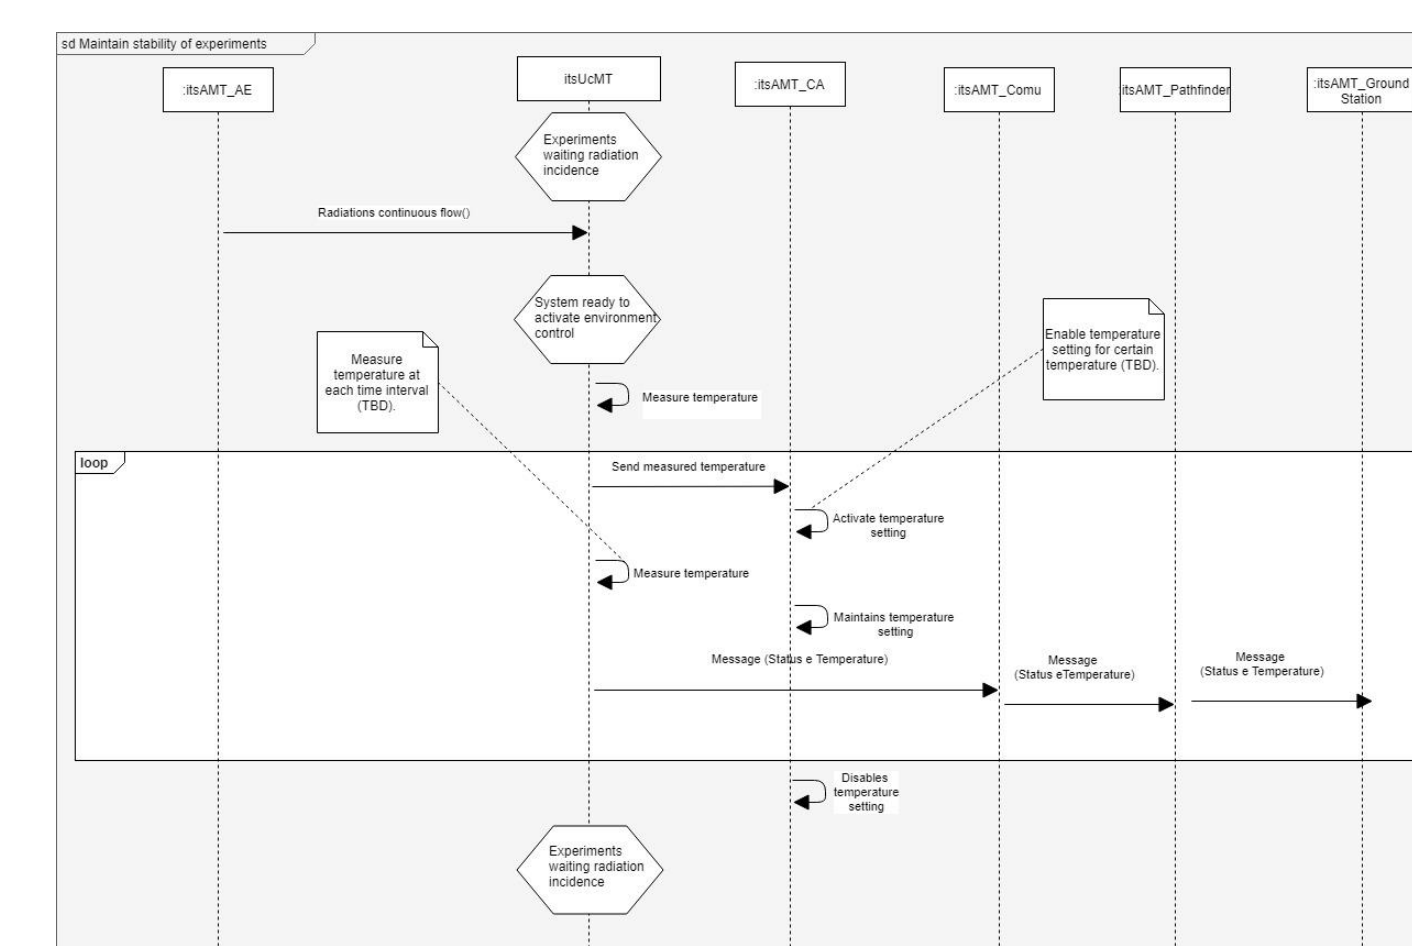 sd Maintain stability of experiments
:itsAMT_AE
itsUcMT
:itsAMT_CA
:itsAMT_Comu
:itsAMT_Pathfinder
:itsAMT_Ground
Station
Experiments
waiting radiation
incidence
Radiations continuous flow()
System ready to
activate environment
control
Enable temperature
setting for certain
temperature (TBD).
Measure
temperature at
each time interval
(TBD).
Measure temperature
loop
Send measured temperature
Activate temperature
setting
Measure temperature
Maintains temperature
setting
Message (Status e Temperature)
Message
(Status eTemperature)
Message
(Status e Temperature)
Disables
temperature
setting
Experiments
waiting radiation
incidence